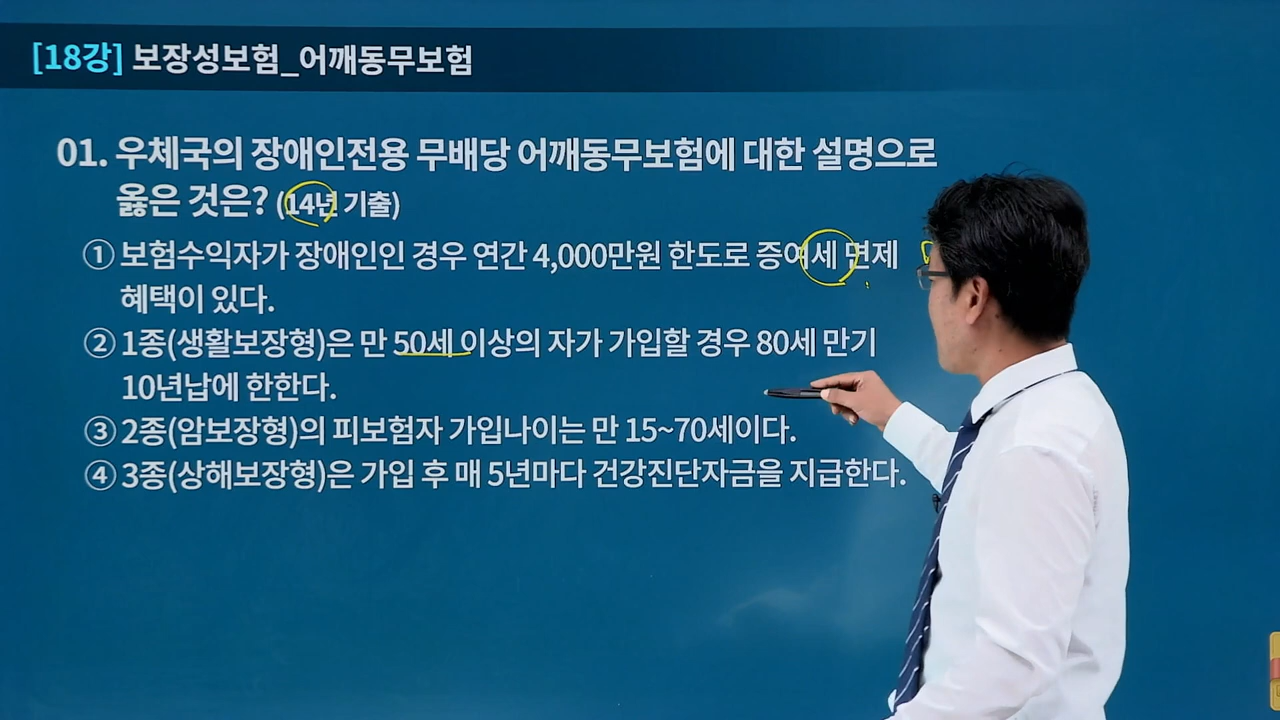 [18강] 보장성보험_어깨동무보험
01. 우체국의 장애인전용 무배당 어깨동무보험에 대한 설명으로
옳은 것은? (14년 기출)
① 보험수익자가 장애인인 경우 연간 4,000만원 한도로 증여세 면제
혜택이 있다.
② 1종(생활보장형)은 만 50세 이상의 자가 가입할 경우 80세 만기
10년납에 한한다.
③ 2종(암보장형)의 피보험자 가입나이는 만 15~70세이다.
④ 3종(상해보장형)은 가입 후 매 5년마다 건강진단자금을 지급한다.